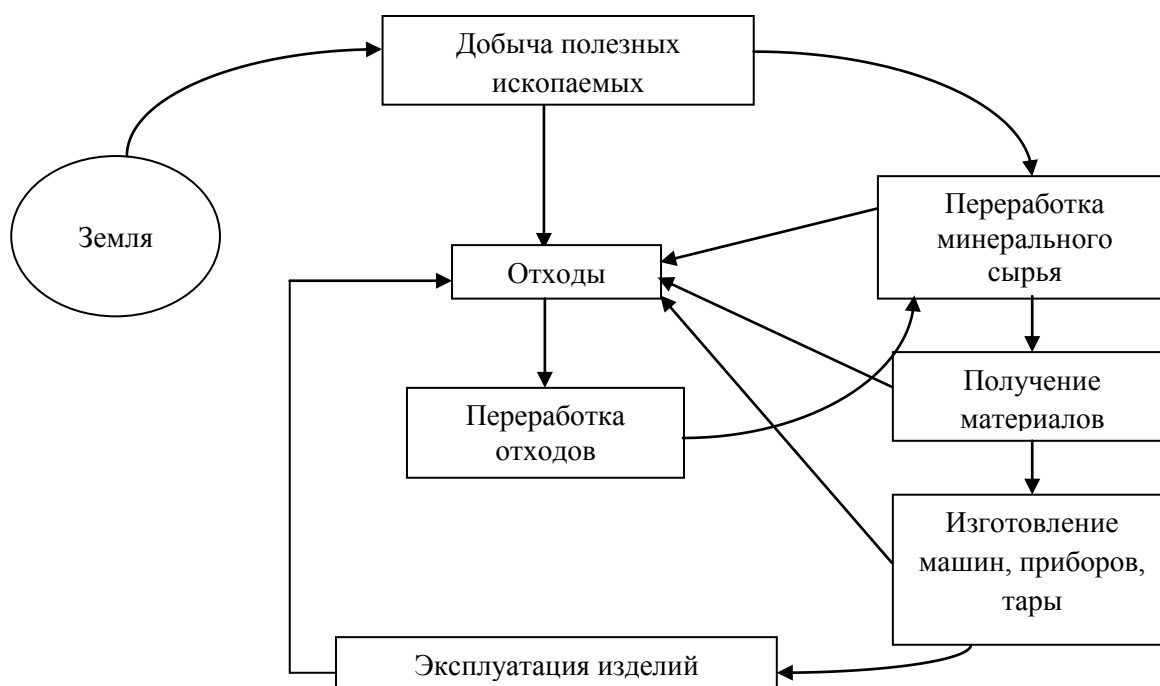 Добыча полезных
ископаемых
Земля
Переработка
минерального
сырья
Отходы
Получение
материалов
Переработка
отходов
Изготовление
машин, приборов,
тары
Эксплуатация изделий